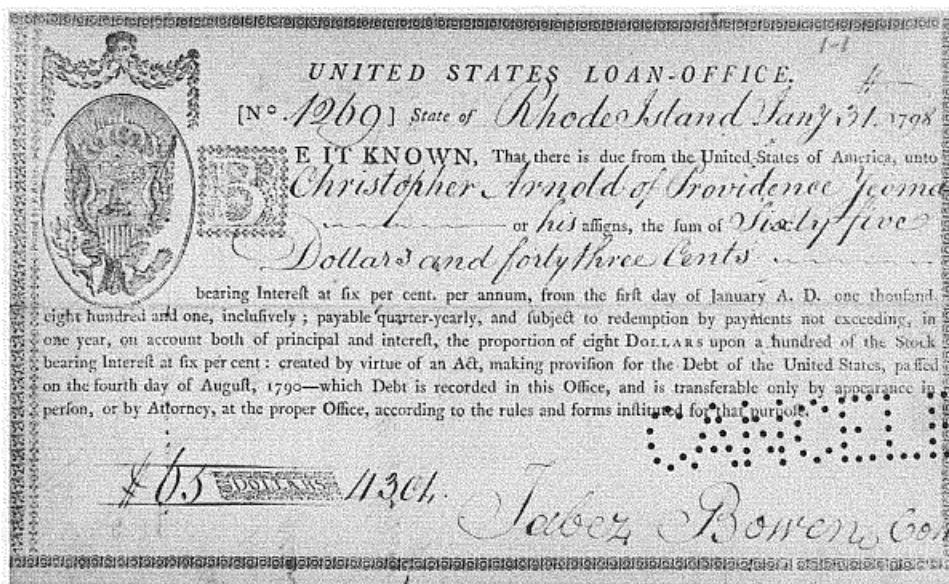 1-1
UNITED STATES LOAN-OFFICE.
[No. 1269] State of Rhode Island Jany 31. 1798
BE IT KNOWN, That there is due from the United States of America, unto
Christopher Arnold of Providence Yeoma
or his aſſigns, the ſum of Sixty five
Dollars and forty three Cents
bearing Intereſt at ſix per cent. per annum, from the firſt day of January A. D. one thouſand
eight hundred and one, incluſively; payable quarter-yearly, and ſubject to redemption by payments not exceeding, in
one year, on account both of principal and intereſt, the proportion of eight DOLLARS upon a hundred of the Stock
bearing Intereſt at ſix per cent: created by virtue of an Act, making proviſion for the Debt of the United States, paſſed
on the fourth day of Auguſt, 1790—which Debt is recorded in this Office, and is transferable only by appearance in
perſon, or by Attorney, at the proper Office, according to the rules and forms inſtituted for that purpoſe.
CANCELL
$ 65 DOLLARS 43 Ct.
Jabez Bowen Com